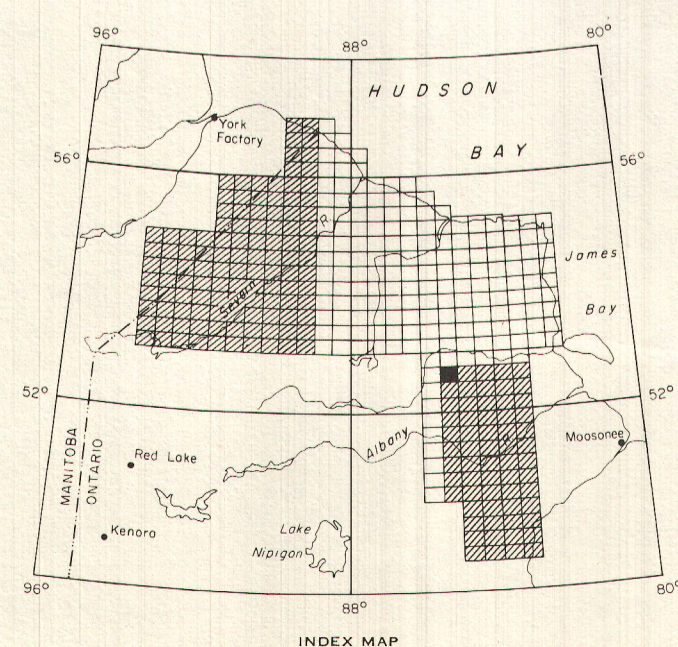 96°
88°
80°
HUDSON
BAY
York
Factory
56°
56°
R.
Severn
James
Bay
52°
52°
Albany
R.
Moosonee
MANITOBA
ONTARIO
Red Lake
Kenora
Lake
Nipigon
96°
88°
80°
INDEX MAP